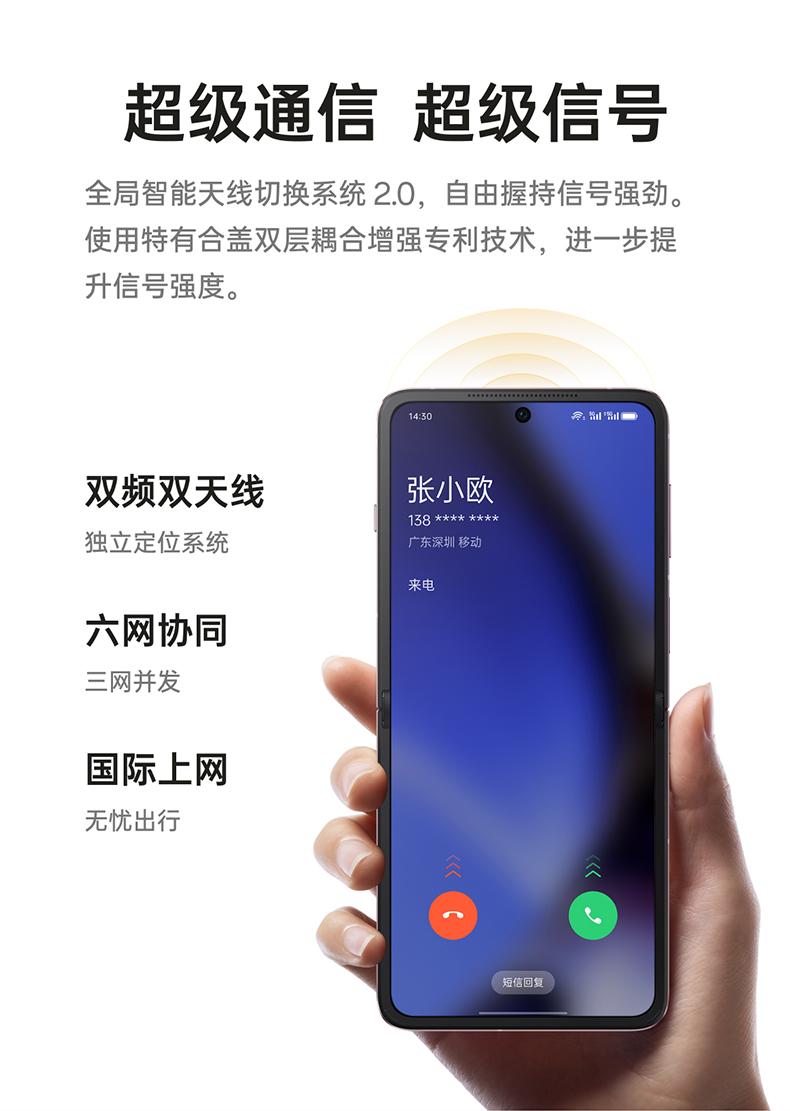 超级通信 超级信号
全局智能天线切换系统 2.0，自由握持信号强劲。
使用特有合盖双层耦合增强专利技术，进一步提
升信号强度。
双频双天线
独立定位系统
六网协同
三网并发
国际上网
无忧出行
14:30
张小欧
138 **** ****
广东深圳 移动
来电
短信回复